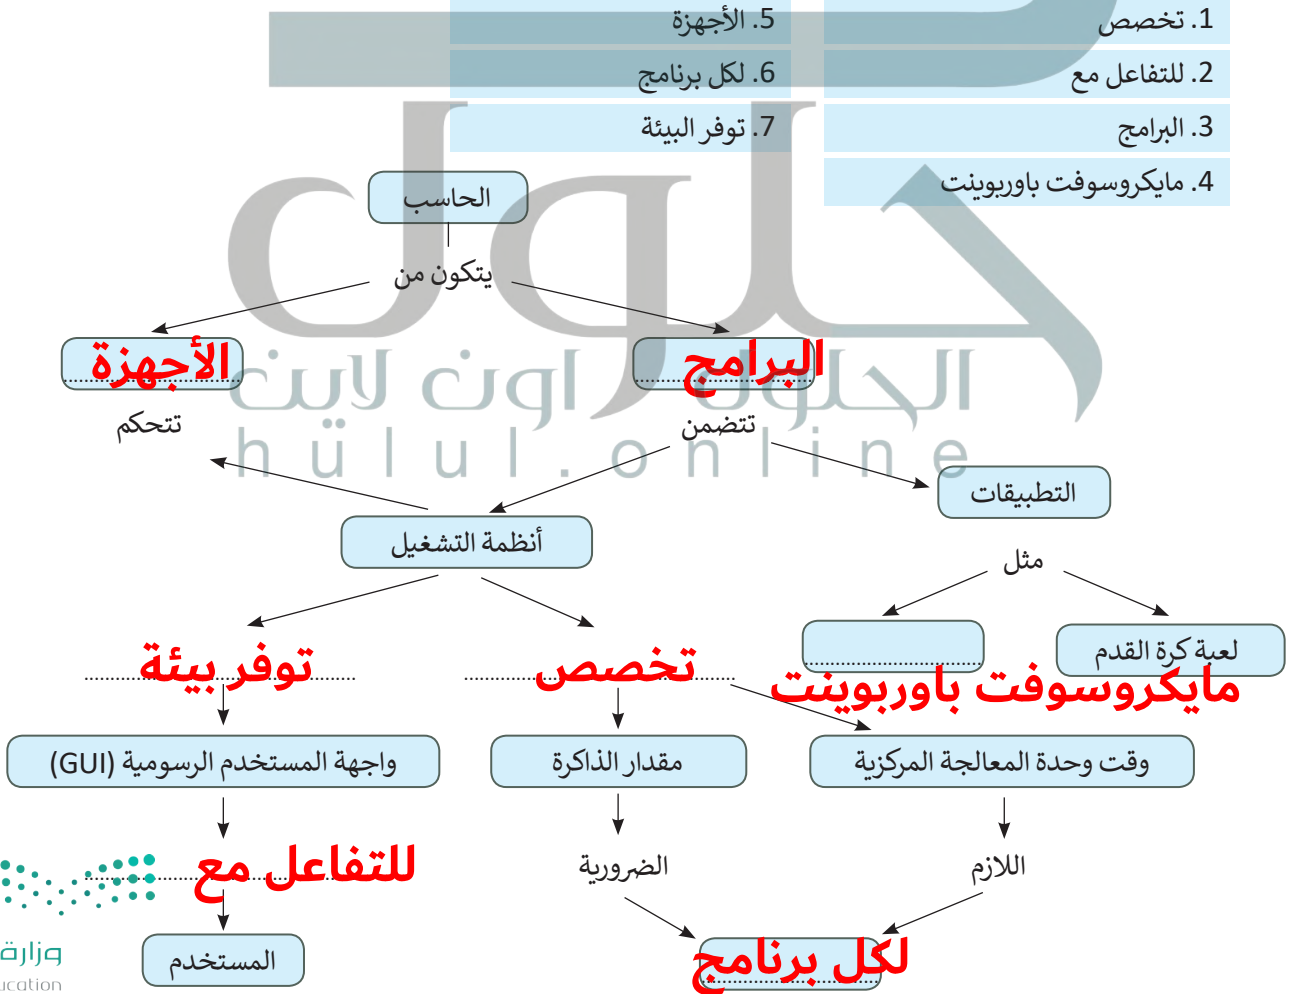 1. تخصص
5. الأجهزة
2. للتفاعل مع
6. لكل برنامج
3. البرامج
7. توفر البيئة
4. مايكروسوفت باوربوينت
الحاسب
يتكون من
البرامج
الأجهزة
حلول
الحلول اون لاين
hülul.online
تتضمن
تتحكم
التطبيقات
أنظمة التشغيل
مثل
لعبة كرة القدم
مايكروسوفت باوربوينت
تخصص
توفر بيئة
وقت وحدة المعالجة المركزية
مقدار الذاكرة
واجهة المستخدم الرسومية (GUI)
اللازم
الضرورية
للتفاعل مع
لكل برنامج
المستخدم
وزارة
ucation